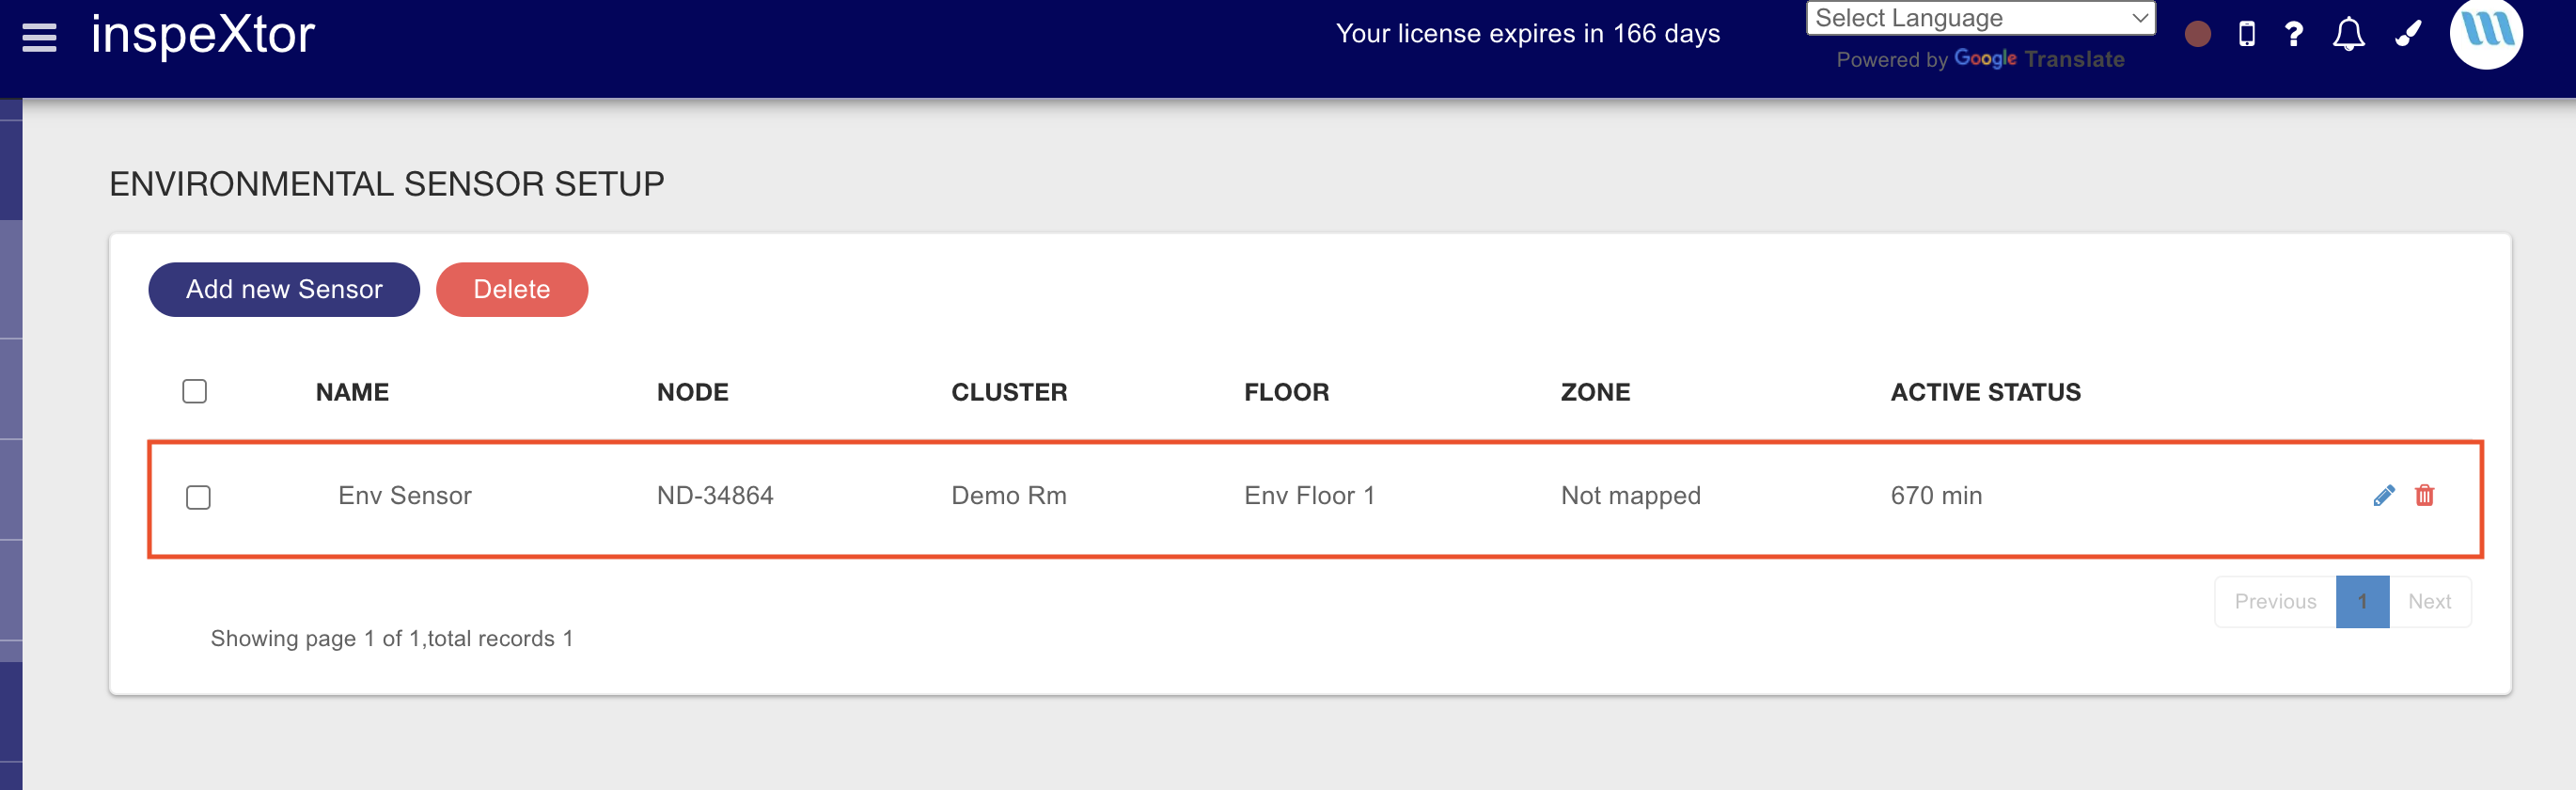 inspeXtor
Your license expires in 166 days
Select Language
Powered by Google Translate
ENVIRONMENTAL SENSOR SETUP
Add new Sensor
Delete
NAME NODE CLUSTER FLOOR ZONE ACTIVE STATUS
Env Sensor ND-34864 Demo Rm Env Floor 1 Not mapped 670 min
Previous 1 Next
Showing page 1 of 1,total records 1